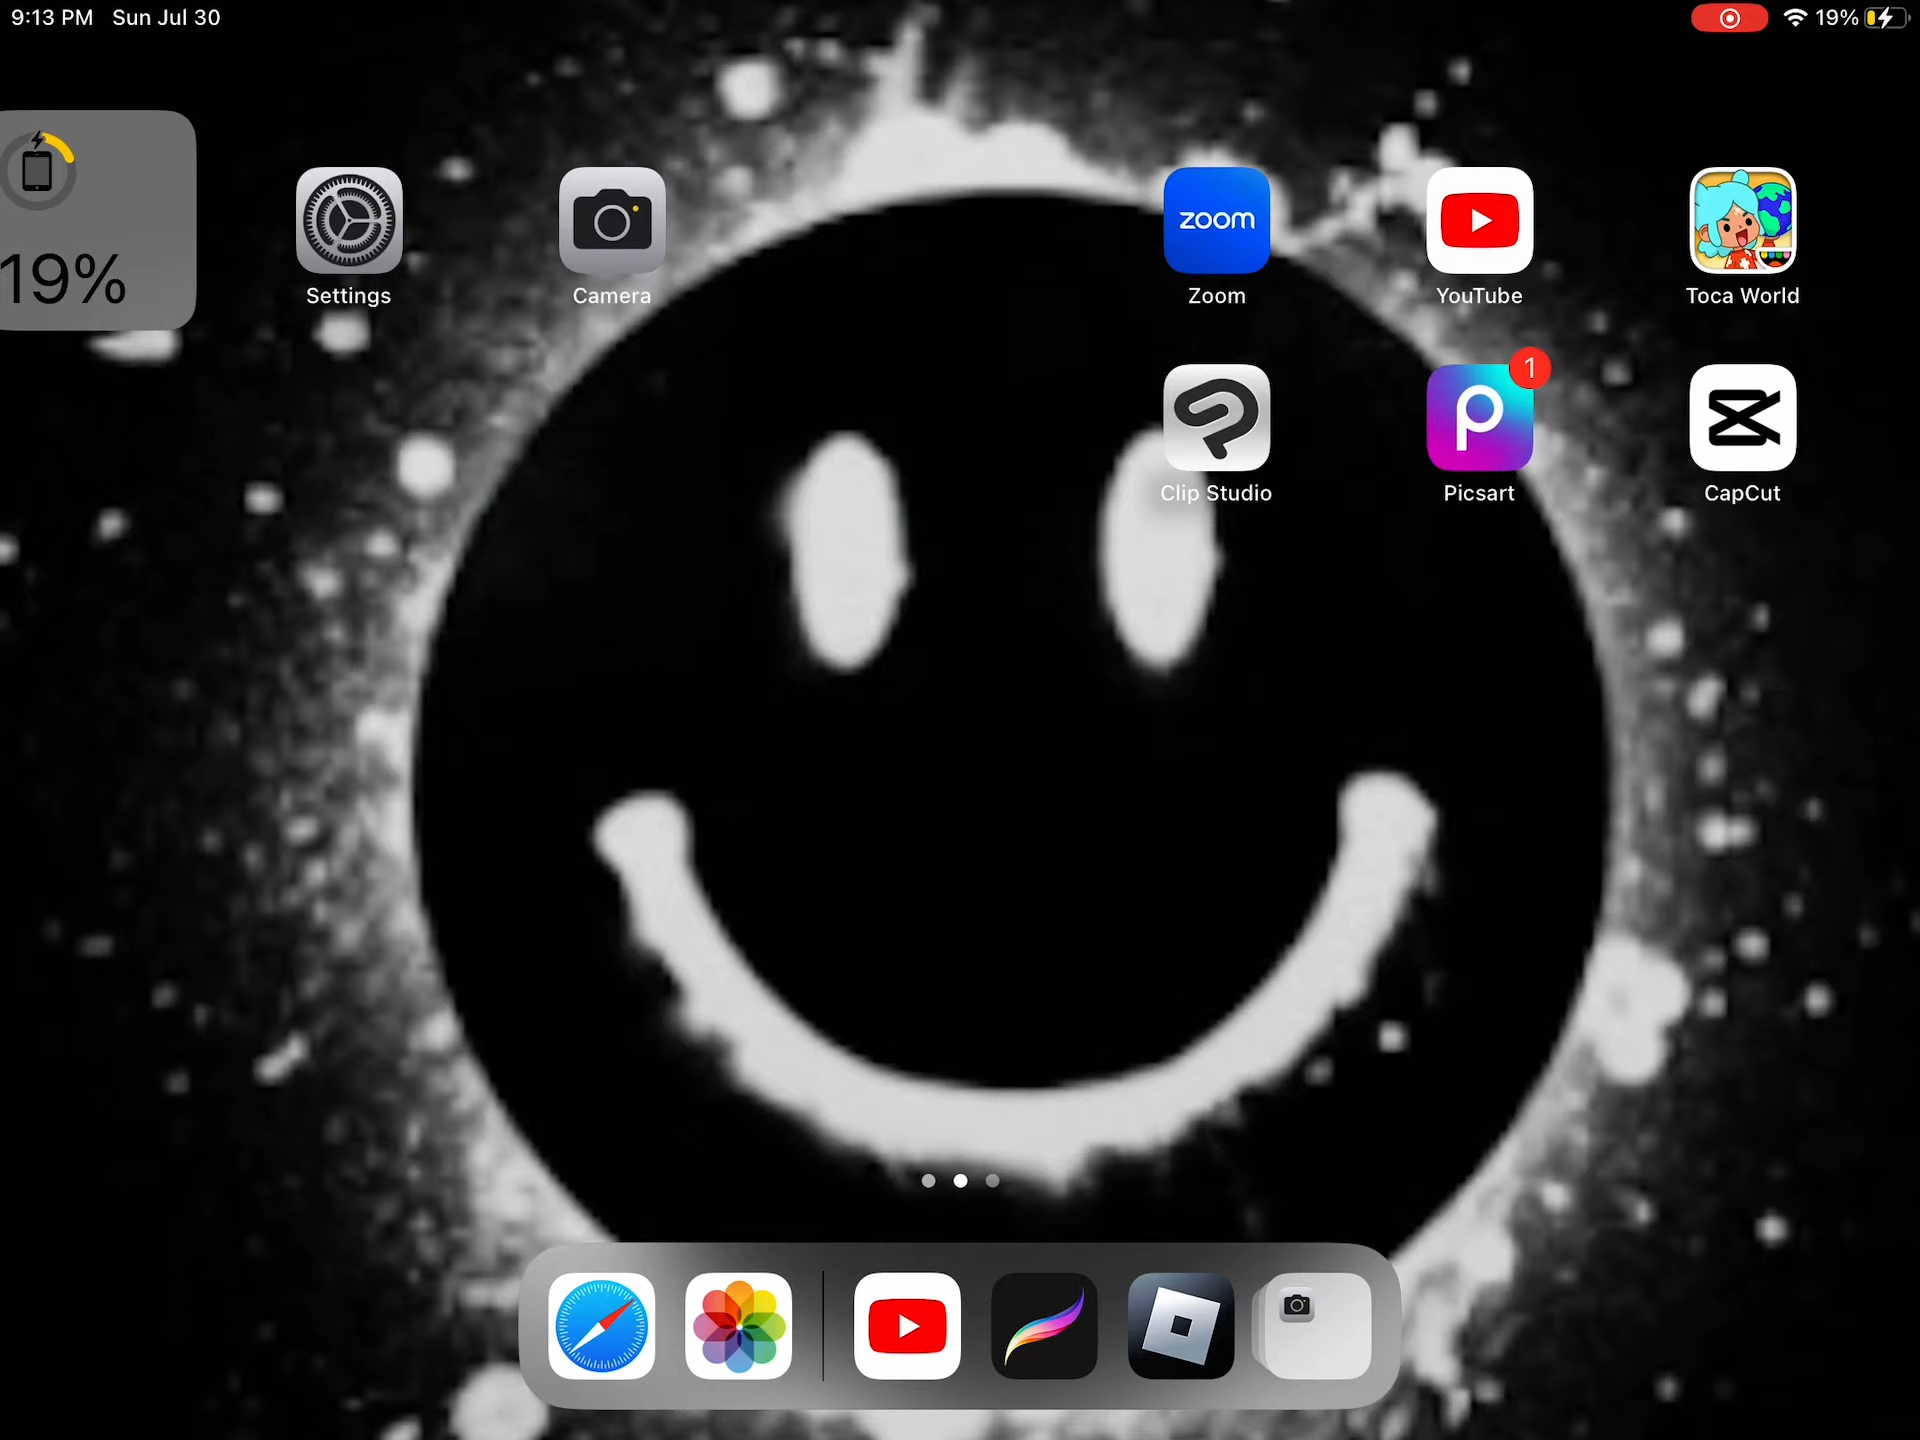 9:13 PM Sun Jul 30
19%
19%
Settings
Camera
zoom
Zoom
YouTube
Toca World
1
Clip Studio
Picsart
CapCut